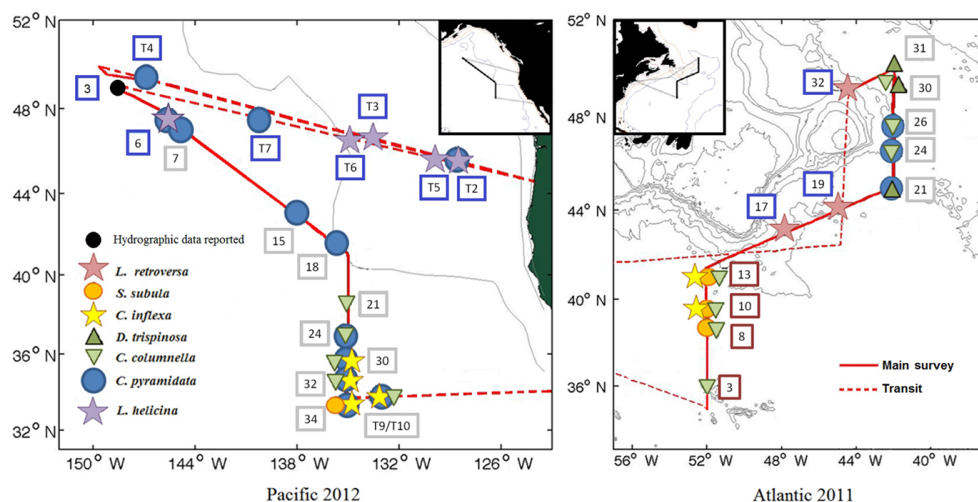 52° N
48° N
44° N
40° N
36° N
32° N
150° W
144° W
138° W
132° W
126° W
T4
3
6
7
T7
T3
T6
T5
T2
15
18
21
24
30
32
34
T9/T10
Hydrographic data reported
L. retroversa
S. subula
C. inflexa
D. trispinosa
C. columnella
C. pyramidata
L. helicina
Pacific 2012
52° N
48° N
44° N
40° N
36° N
56° W
52° W
48° W
44° W
40° W
31
32
30
26
24
19
17
21
13
10
8
3
Main survey
Transit
Atlantic 2011